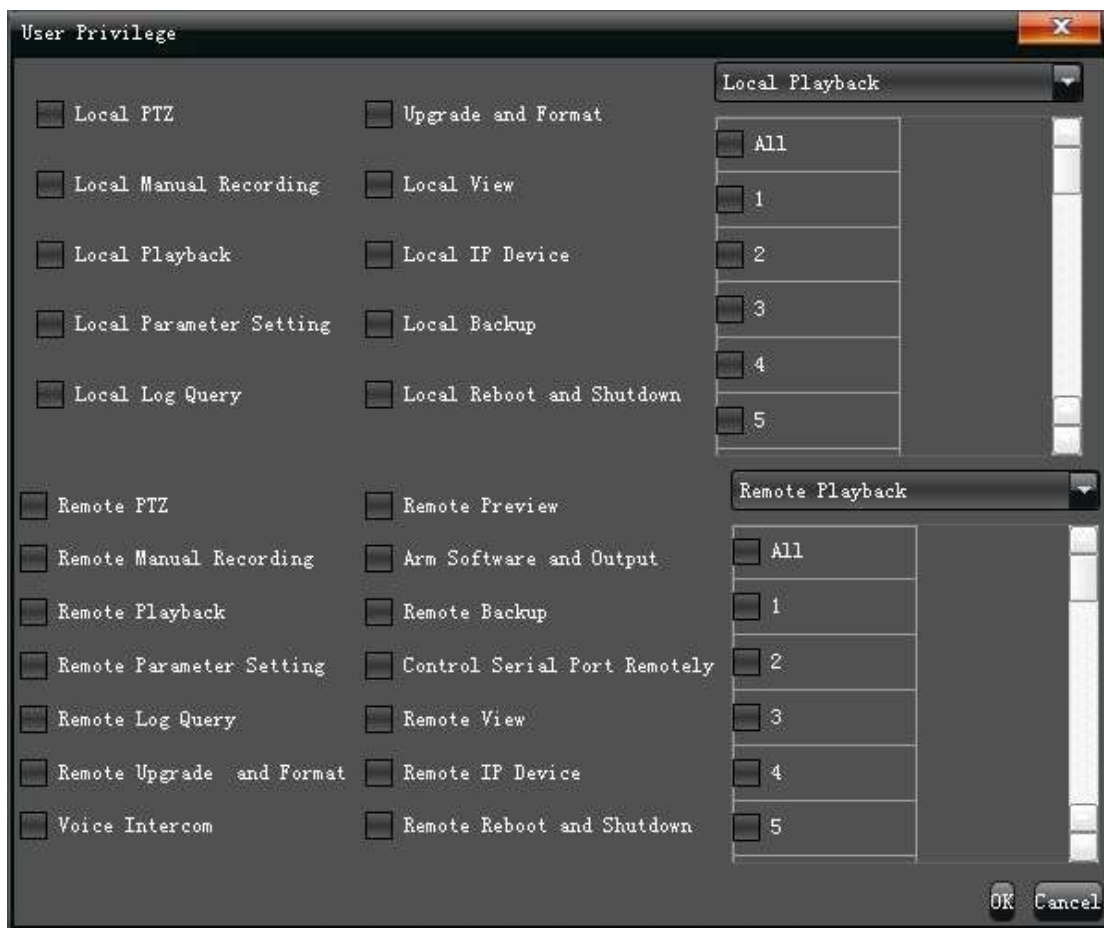 User Privilege
Local PTZ
Upgrade and Format
Local Manual Recording
Local View
Local Playback
Local IP Device
Local Parameter Setting
Local Backup
Local Log Query
Local Reboot and Shutdown
Local Playback
All
1
2
3
4
5
Remote PTZ
Remote Preview
Remote Manual Recording
Arm Software and Output
Remote Playback
Remote Backup
Remote Parameter Setting
Control Serial Port Remotely
Remote Log Query
Remote View
Remote Upgrade and Format
Remote IP Device
Voice Intercom
Remote Reboot and Shutdown
Remote Playback
All
1
2
3
4
5
OK
Cancel